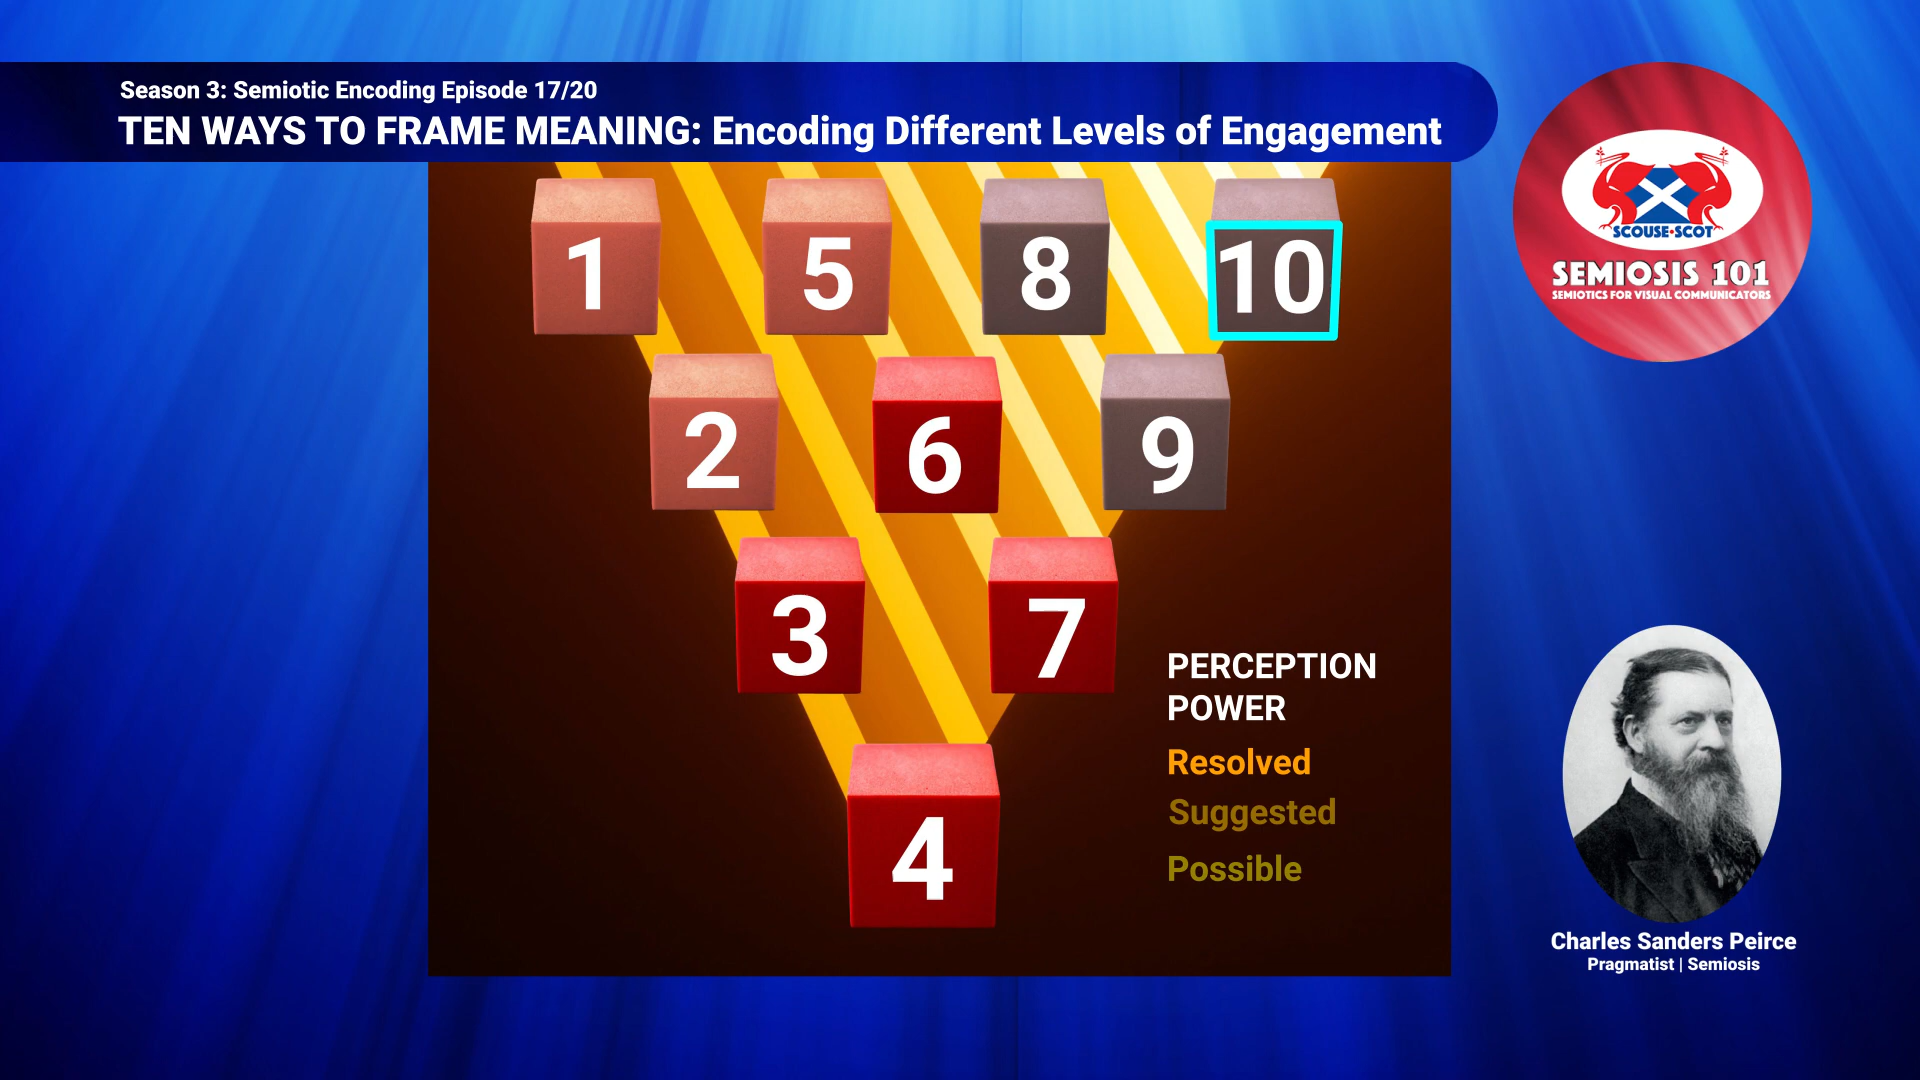 Season 3: Semiotic Encoding Episode 17/20
TEN WAYS TO FRAME MEANING: Encoding Different Levels of Engagement
1 5 8 10
2 6 9
3 7
4
PERCEPTION
POWER
Resolved
Suggested
Possible
SCOUSE•SCOT
SEMIOSIS 101
SEMIOTICS FOR VISUAL COMMUNICATORS
Charles Sanders Peirce
Pragmatist | Semiosis